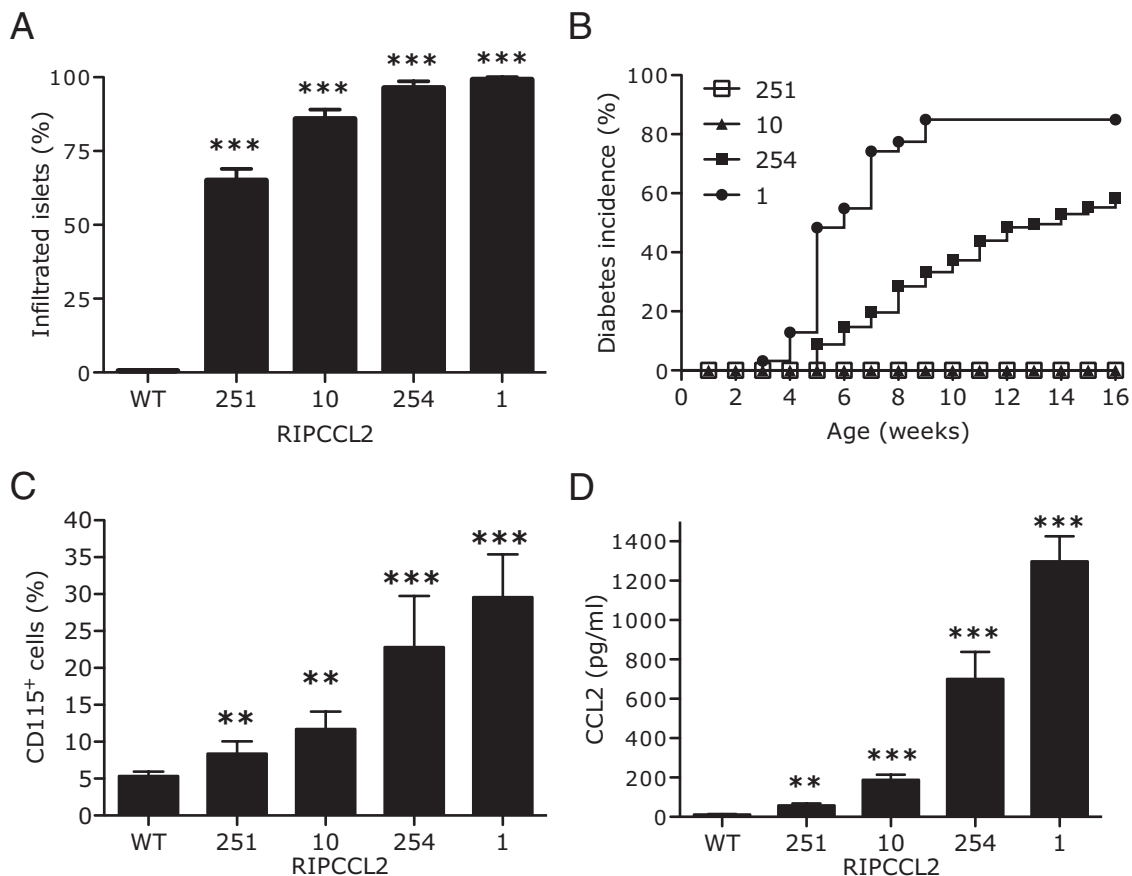 A
Infiltrated islets (%)
100
75
50
25
0
***
***
***
***
WT 251 10 254 1
RIPCCL2
B
Diabetes incidence (%)
100
80
60
40
20
0
251
10
254
1
0 2 4 6 8 10 12 14 16
Age (weeks)
C
CD115+ cells (%)
40
35
30
25
20
15
10
5
0
**
**
***
***
WT 251 10 254 1
RIPCCL2
D
CCL2 (pg/ml)
1400
1200
1000
800
600
400
200
0
**
***
***
***
WT 251 10 254 1
RIPCCL2